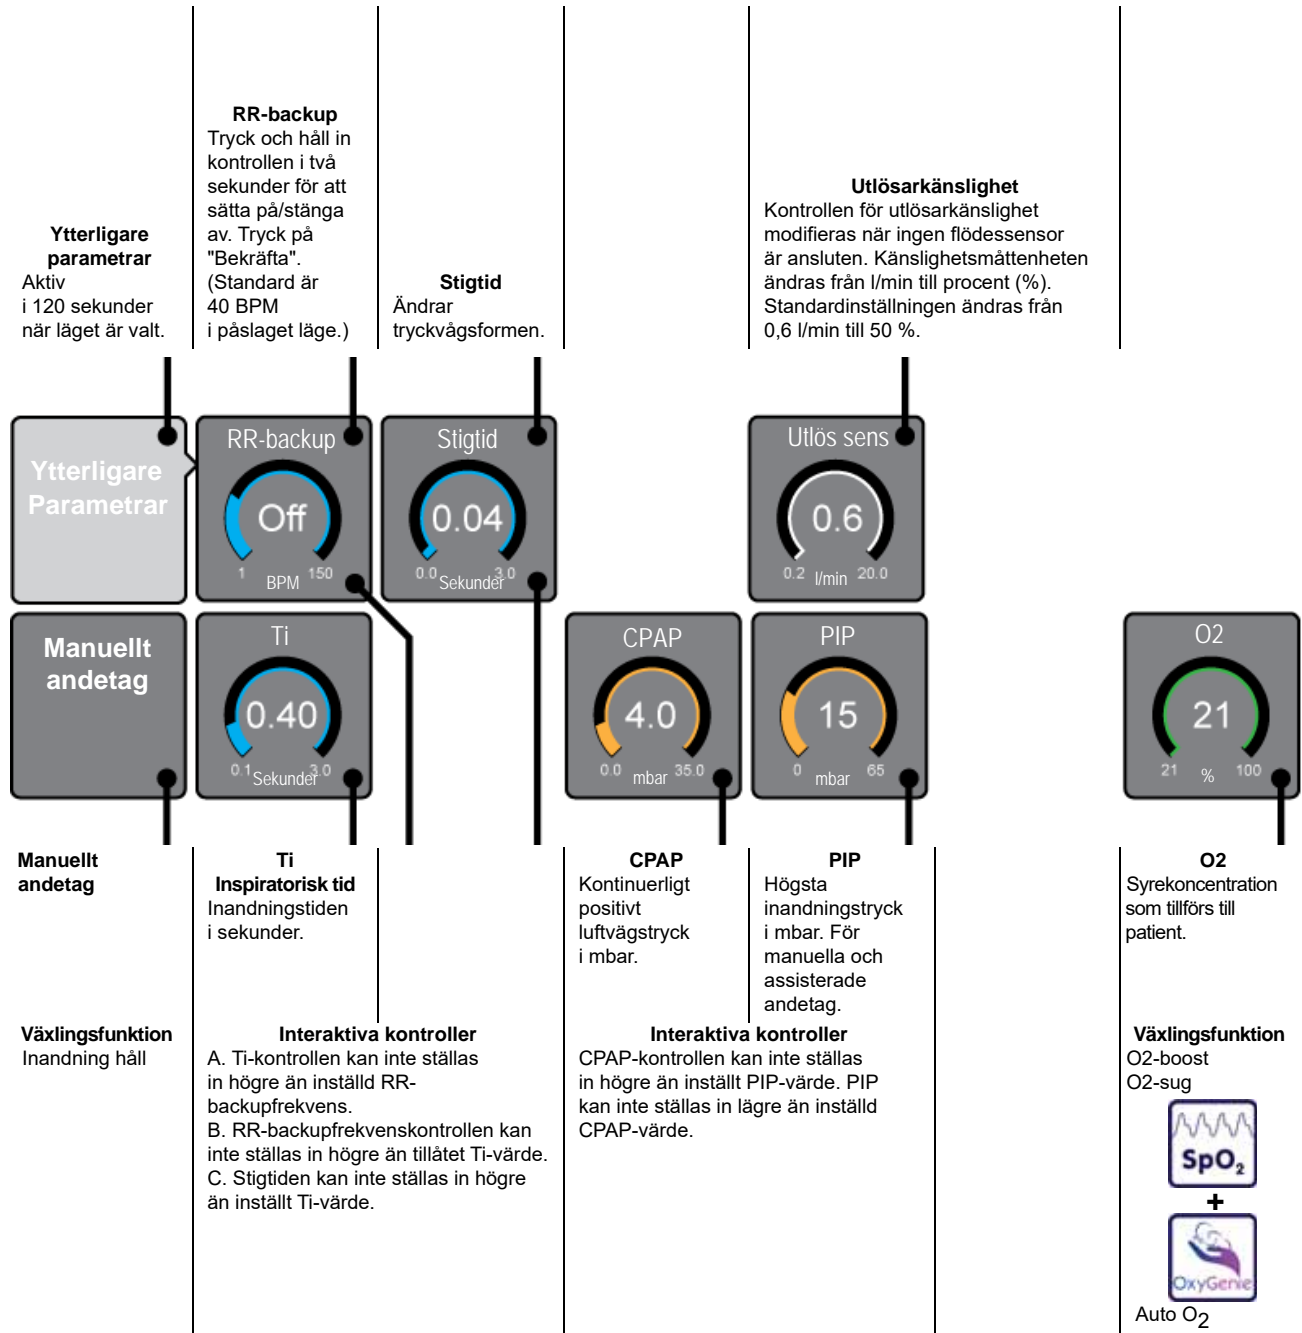 Ytterligare
parametrar
Aktiv
i 120 sekunder
när läget är valt.
RR-backup
Tryck och håll in
kontrollen i två
sekunder för att
sätta på/stänga
av. Tryck på
"Bekräfta".
(Standard är
40 BPM
i påslaget läge.)
Stigtid
Ändrar
tryckvågsformen.
Utlösarkänslighet
Kontrollen för utlösarkänslighet
modifieras när ingen flödessensor
är ansluten. Känslighetsmåttenheten
ändras från l/min till procent (%).
Standardinställningen ändras från
0,6 l/min till 50 %.
Ytterligare
Parametrar
RR-backup
Off
1 BPM 150
Stigtid
0.04
0.0 Sekunder 3.0
Utlös sens
0.6
0.2 l/min 20.0
Manuellt
andetag
Ti
0.40
0.1 Sekunder 3.0
CPAP
4.0
0.0 mbar 35.0
PIP
15
0 mbar 65
O2
21
21 % 100
Manuellt
andetag
Ti
Inspiratorisk tid
Inandningstiden
i sekunder.
CPAP
Kontinuerligt
positivt
luftvägstryck
i mbar.
PIP
Högsta
inandningstryck
i mbar. För
manuella och
assisterade
andetag.
O2
Syrekoncentration
som tillförs till
patient.
Växlingsfunktion
Inandning håll
Interaktiva kontroller
A. Ti-kontrollen kan inte ställas
in högre än inställd RR-
backupfrekvens.
B. RR-backupfrekvenskontrollen kan
inte ställas in högre än tillåtet Ti-värde.
C. Stigtiden kan inte ställas in högre
än inställt Ti-värde.
Interaktiva kontroller
CPAP-kontrollen kan inte ställas
in högre än inställt PIP-värde. PIP
kan inte ställas in lägre än inställd
CPAP-värde.
Växlingsfunktion
O2-boost
O2-sug
SpO₂
+
OxyGenie
Auto O₂